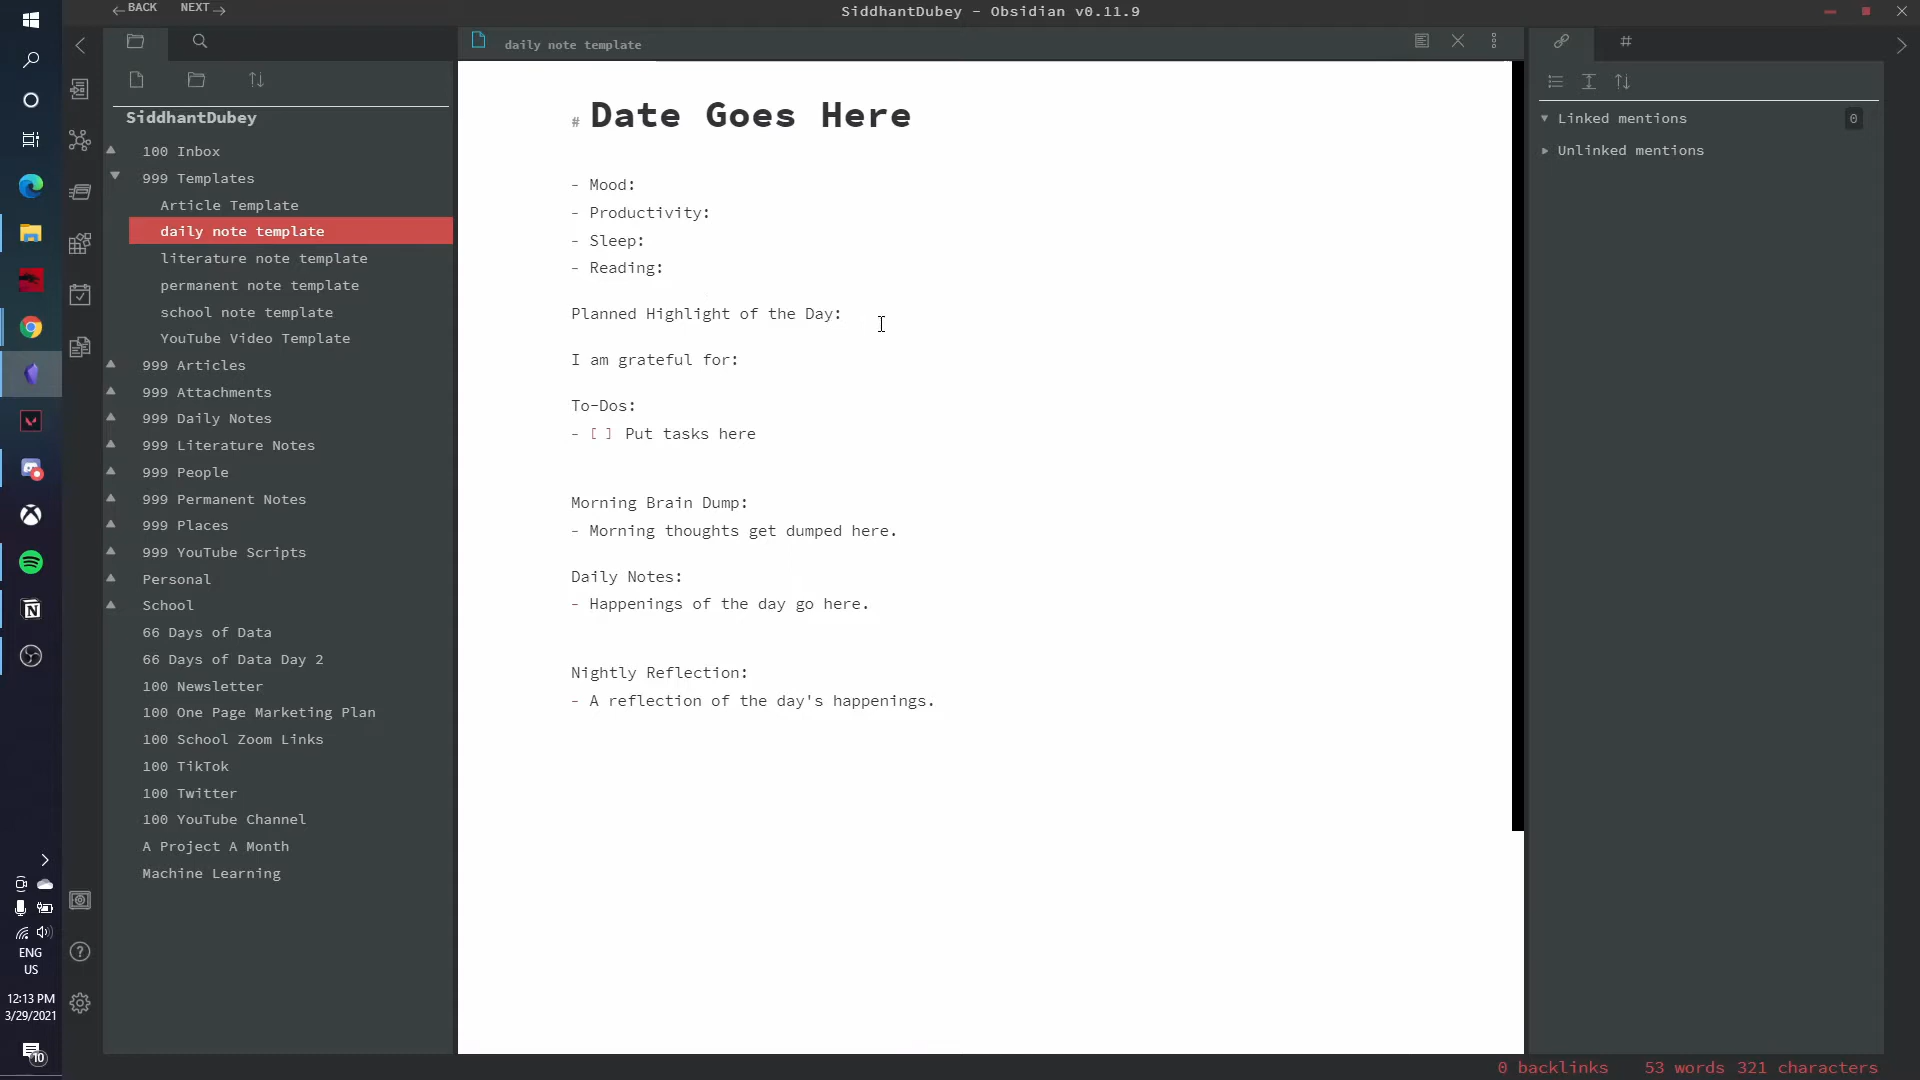 BACK NEXT
SiddhantDubey - Obsidian v0.11.9
daily note template
#
SiddhantDubey
100 Inbox
999 Templates
Article Template
daily note template
literature note template
permanent note template
school note template
YouTube Video Template
999 Articles
999 Attachments
999 Daily Notes
999 Literature Notes
999 People
999 Permanent Notes
999 Places
999 YouTube Scripts
Personal
School
66 Days of Data
66 Days of Data Day 2
100 Newsletter
100 One Page Marketing Plan
100 School Zoom Links
100 TikTok
100 Twitter
100 YouTube Channel
A Project A Month
Machine Learning
# Date Goes Here
- Mood:
- Productivity:
- Sleep:
- Reading:
Planned Highlight of the Day:
I am grateful for:
To-Dos:
- [ ] Put tasks here
Morning Brain Dump:
- Morning thoughts get dumped here.
Daily Notes:
- Happenings of the day go here.
Nightly Reflection:
- A reflection of the day's happenings.
Linked mentions 0
Unlinked mentions
ENG
US
12:13 PM
3/29/2021
10
0 backlinks 53 words 321 characters